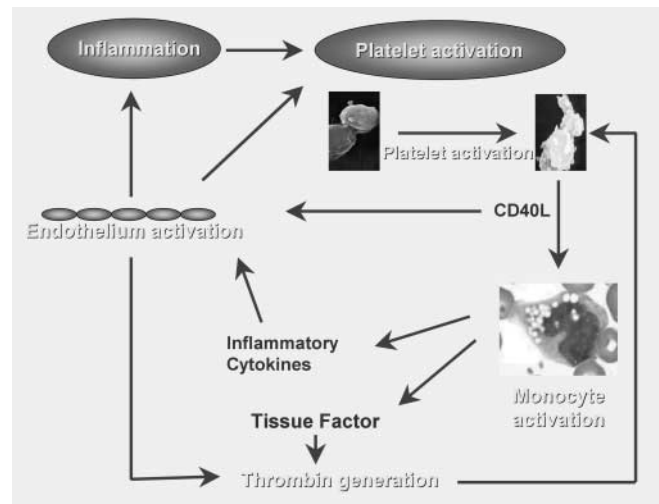 Inflammation
Platelet activation
Platelet activation
CD40L
Endothelium activation
Inflammatory
Cytokines
Monocyte
activation
Tissue Factor
Thrombin generation